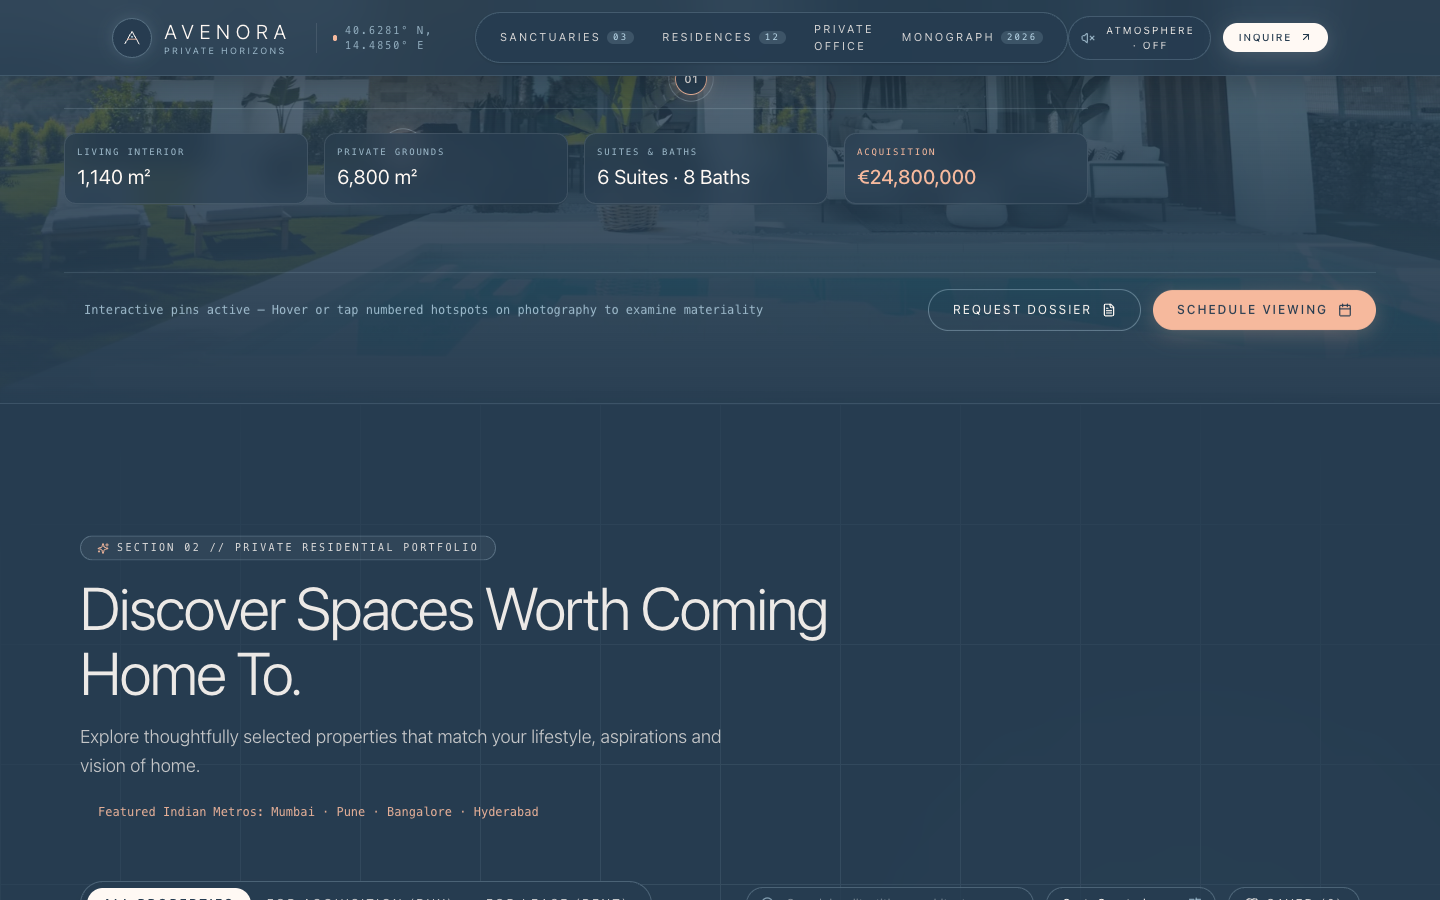 AVENORA
PRIVATE HORIZONS
40.6281° N,
14.4850° E
SANCTUARIES 03
RESIDENCES 12
PRIVATE
OFFICE
MONOGRAPH 2026
ATMOSPHERE
· OFF
INQUIRE
01
LIVING INTERIOR
1,140 m²
PRIVATE GROUNDS
6,800 m²
SUITES & BATHS
6 Suites · 8 Baths
ACQUISITION
€24,800,000
Interactive pins active — Hover or tap numbered hotspots on photography to examine materiality
REQUEST DOSSIER
SCHEDULE VIEWING
SECTION 02 // PRIVATE RESIDENTIAL PORTFOLIO
Discover Spaces Worth Coming
Home To.
Explore thoughtfully selected properties that match your lifestyle, aspirations and
vision of home.
Featured Indian Metros: Mumbai · Pune · Bangalore · Hyderabad